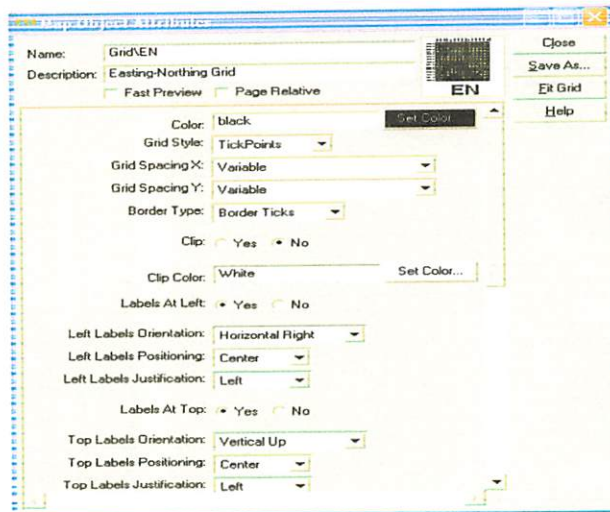 Map Object Attributes
Name: Grid\EN
Description: Easting-Northing Grid
Fast Preview Page Relative
EN
Close
Save As...
Fit Grid
Help
Color: black Set Color...
Grid Style: TickPoints
Grid Spacing X: Variable
Grid Spacing Y: Variable
Border Type: Border Ticks
Clip: Yes No
Clip Color: White Set Color...
Labels At Left: Yes No
Left Labels Orientation: Horizontal Right
Left Labels Positioning: Center
Left Labels Justification: Left
Labels At Top: Yes No
Top Labels Orientation: Vertical Up
Top Labels Positioning: Center
Top Labels Justification: Left